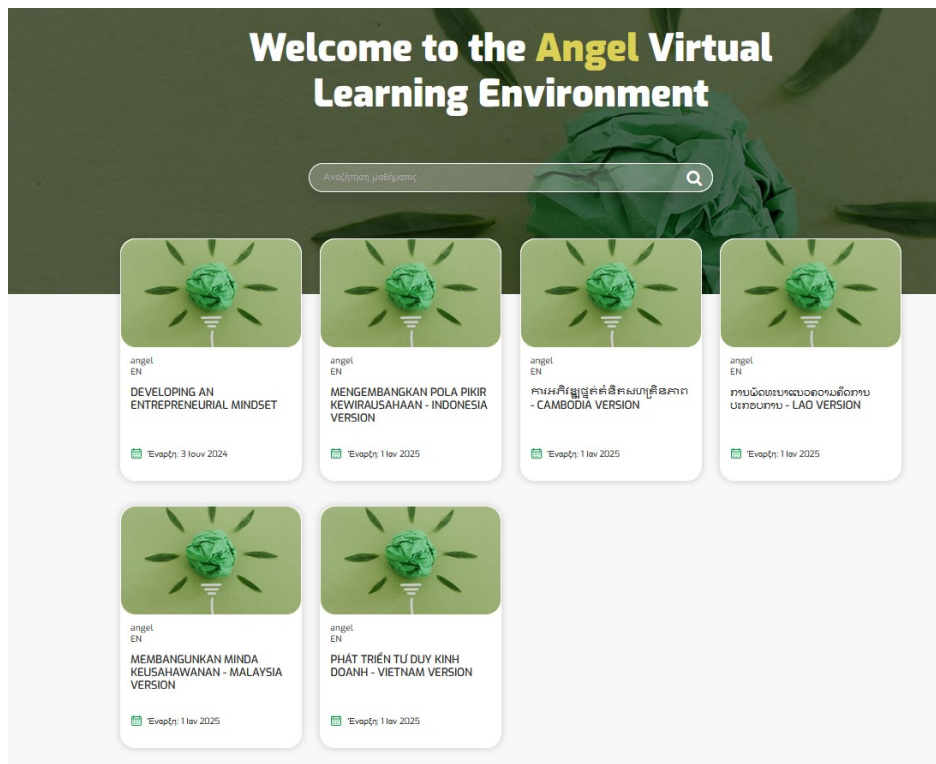 Welcome to the Angel Virtual
Learning Environment
Αναζήτηση μαθήματος
angel
EN
DEVELOPING AN
ENTREPRENEURIAL MINDSET
Έναρξη: 3 Ιουν 2024
angel
EN
MENGEMBANGKAN POLA PIKIR
KEWIRAUSAHAAN - INDONESIA
VERSION
Έναρξη: 1 Ιαν 2025
angel
EN
ការអភិវឌ្ឍផ្នត់គំនិតសហគ្រិនភាព
- CAMBODIA VERSION
Έναρξη: 1 Ιαν 2025
angel
EN
ການພັດທະນາແນວຄວາມຄິດການ
ປະກອບການ - LAO VERSION
Έναρξη: 1 Ιαν 2025
angel
EN
MEMBANGUNKAN MINDA
KEUSAHAWANAN - MALAYSIA
VERSION
Έναρξη: 1 Ιαν 2025
angel
EN
PHÁT TRIỂN TƯ DUY KINH
DOANH - VIETNAM VERSION
Έναρξη: 1 Ιαν 2025